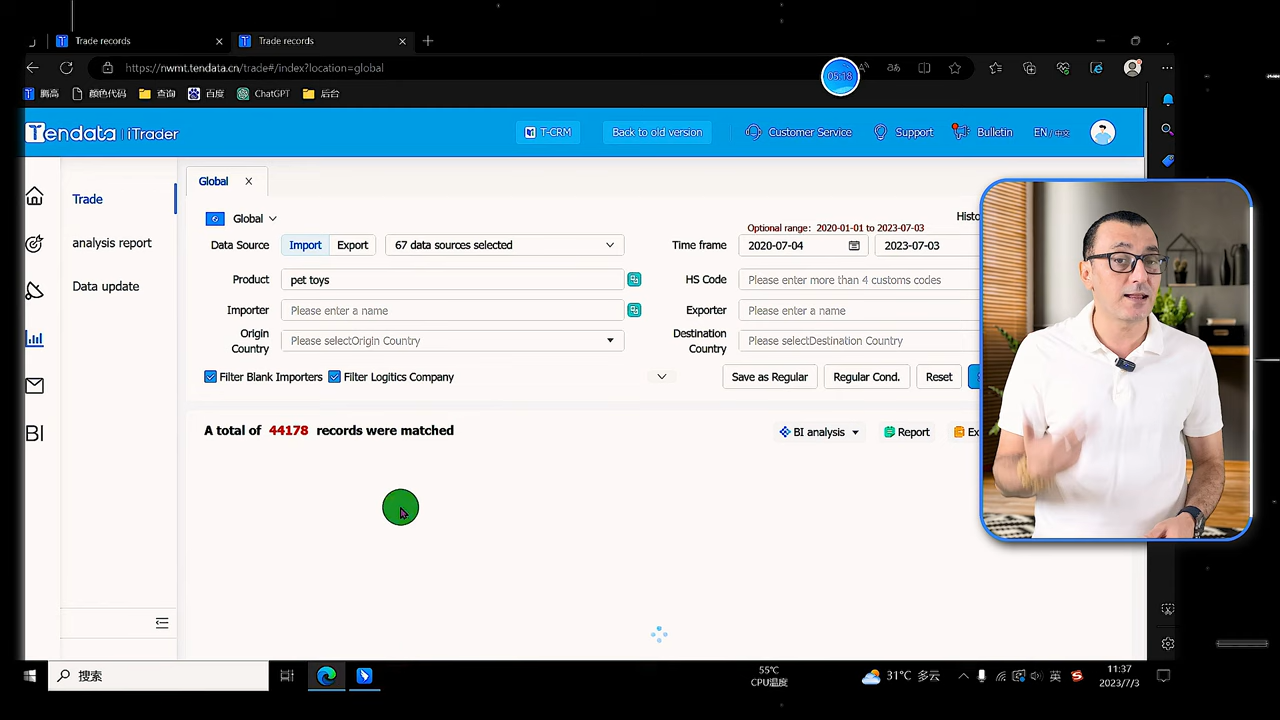 Trade records
Trade records
https://nwmt.tendata.cn/trade#/index?location=global
05:18
腾高 颜色代码 查询 百度 ChatGPT 后台
Tendata | iTrader
T-CRM
Back to old version
Customer Service
Support
Bulletin
EN / 中文
Trade
analysis report
Data update
Global
Global
Histo
Optional range: 2020-01-01 to 2023-07-03
Data Source Import Export 67 data sources selected
Time frame 2020-07-04 2023-07-03
Product pet toys
HS Code Please enter more than 4 customs codes
Importer Please enter a name
Exporter Please enter a name
Origin Country Please selectOrigin Country
Destination Country Please selectDestination Country
Filter Blank Importers Filter Logitics Company
Save as Regular Regular Cond. Reset
A total of 44178 records were matched
BI analysis Report Ex
BI
搜索
55℃
CPU温度
31°C 多云
英
11:37
2023/7/3